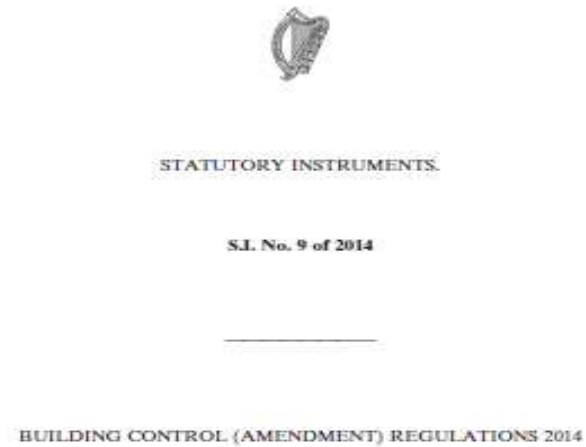 STATUTORY INSTRUMENTS.
S.I. No. 9 of 2014
BUILDING CONTROL (AMENDMENT) REGULATIONS 2014